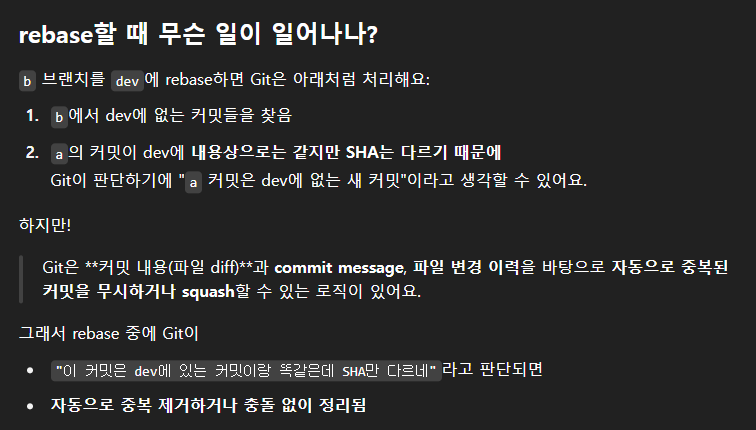 rebase할 때 무슨 일이 일어나나?
b 브랜치를 dev에 rebase하면 Git은 아래처럼 처리해요:
1. b에서 dev에 없는 커밋들을 찾음
2. a의 커밋이 dev에 내용상으로는 같지만 SHA는 다르기 때문에
Git이 판단하기에 "a 커밋은 dev에 없는 새 커밋"이라고 생각할 수 있어요.
하지만!
Git은 **커밋 내용(파일 diff)**과 commit message, 파일 변경 이력을 바탕으로 자동으로 중복된
커밋을 무시하거나 squash할 수 있는 로직이 있어요.
그래서 rebase 중에 Git이
• "이 커밋은 dev에 있는 커밋이랑 똑같은데 SHA만 다르네"라고 판단되면
• 자동으로 중복 제거하거나 충돌 없이 정리됨